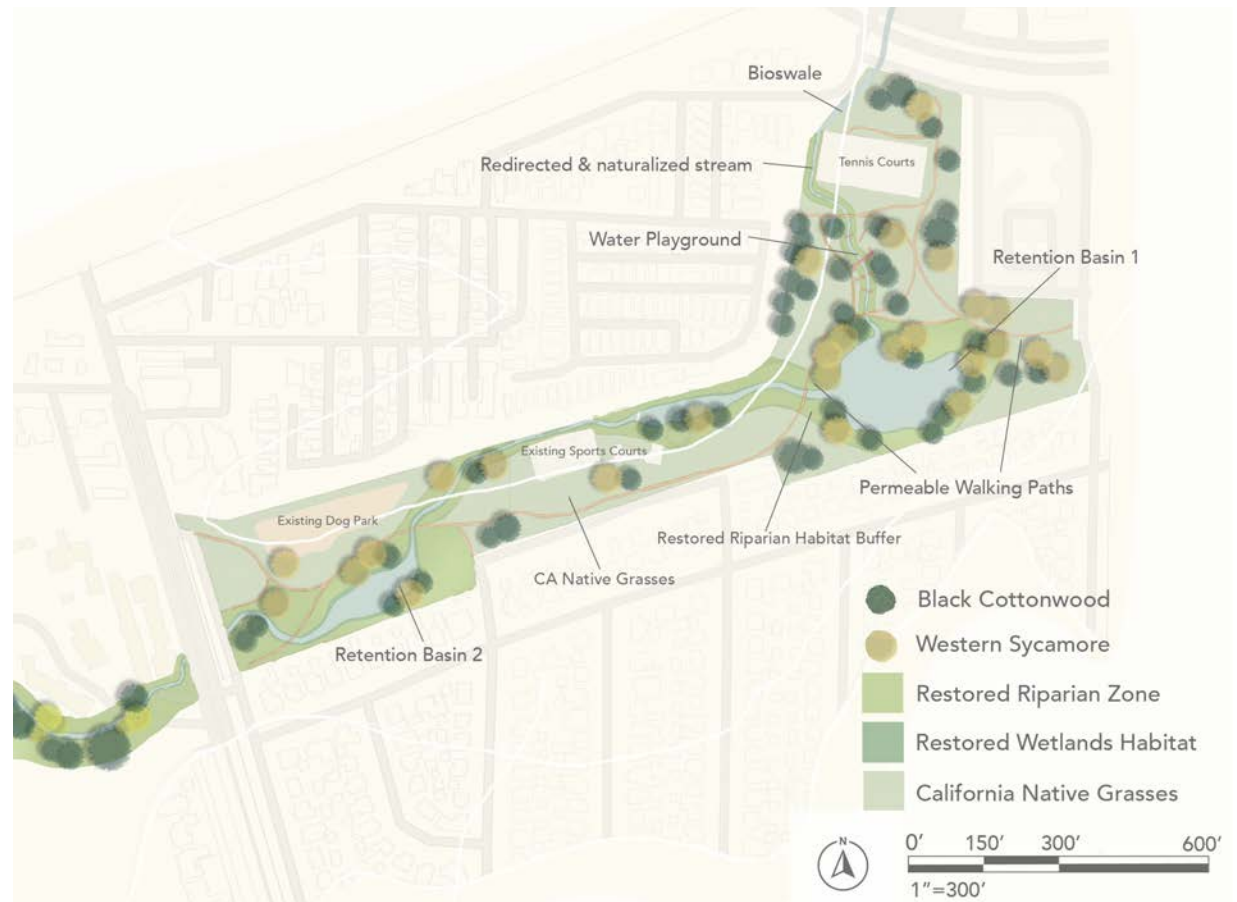 Bioswale
Redirected & naturalized stream
Tennis Courts
Water Playground
Retention Basin 1
Existing Sports Courts
Permeable Walking Paths
Existing Dog Park
Restored Riparian Habitat Buffer
CA Native Grasses
Retention Basin 2
Black Cottonwood
Western Sycamore
Restored Riparian Zone
Restored Wetlands Habitat
California Native Grasses
N
0' 150' 300' 600'
1"=300'